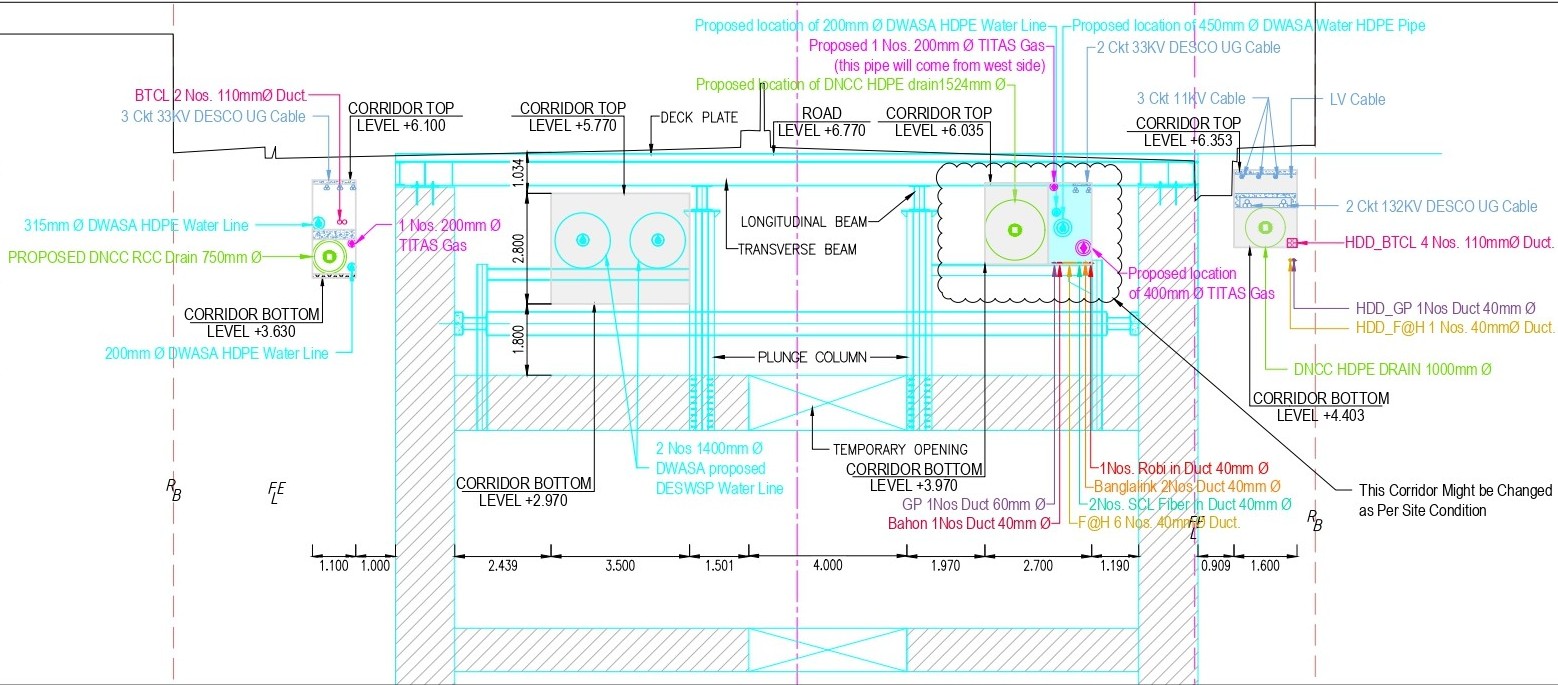 Proposed location of 200mm Ø DWASA HDPE Water Line
Proposed location of 450mm Ø DWASA Water HDPE Pipe
Proposed 1 Nos. 200mm Ø TITAS Gas
(this pipe will come from west side)
2 Ckt 33KV DESCO UG Cable
Proposed location of DNCC HDPE drain1524mm Ø
BTCL 2 Nos. 110mmØ Duct.
3 Ckt 33KV DESCO UG Cable
CORRIDOR TOP
LEVEL +6.100
CORRIDOR TOP
LEVEL +5.770
DECK PLATE
ROAD
LEVEL +6.770
CORRIDOR TOP
LEVEL +6.035
3 Ckt 11KV Cable
LV Cable
CORRIDOR TOP
LEVEL +6.353
1.034
2.800
1.800
315mm Ø DWASA HDPE Water Line
1 Nos. 200mm Ø
TITAS Gas
PROPOSED DNCC RCC Drain 750mm Ø
LONGITUDINAL BEAM
TRANSVERSE BEAM
2 Ckt 132KV DESCO UG Cable
HDD_BTCL 4 Nos. 110mmØ Duct.
Proposed location
of 400mm Ø TITAS Gas
CORRIDOR BOTTOM
LEVEL +3.630
200mm Ø DWASA HDPE Water Line
HDD_GP 1Nos Duct 40mm Ø
HDD_F@H 1 Nos. 40mmØ Duct.
PLUNGE COLUMN
DNCC HDPE DRAIN 1000mm Ø
CORRIDOR BOTTOM
LEVEL +4.403
TEMPORARY OPENING
2 Nos 1400mm Ø
DWASA proposed
DESWSP Water Line
CORRIDOR BOTTOM
LEVEL +2.970
CORRIDOR BOTTOM
LEVEL +3.970
1Nos. Robi in Duct 40mm Ø
Banglalink 2Nos Duct 40mm Ø
GP 1Nos Duct 60mm Ø
2Nos. SCL Fiber in Duct 40mm Ø
Bahon 1Nos Duct 40mm Ø
F@H 6 Nos. 40mmØ Duct.
This Corridor Might be Changed
as Per Site Condition
R
B
FE
L
FE
L
R
B
1.100
1.000
2.439
3.500
1.501
4.000
1.970
2.700
1.190
0.909
1.600